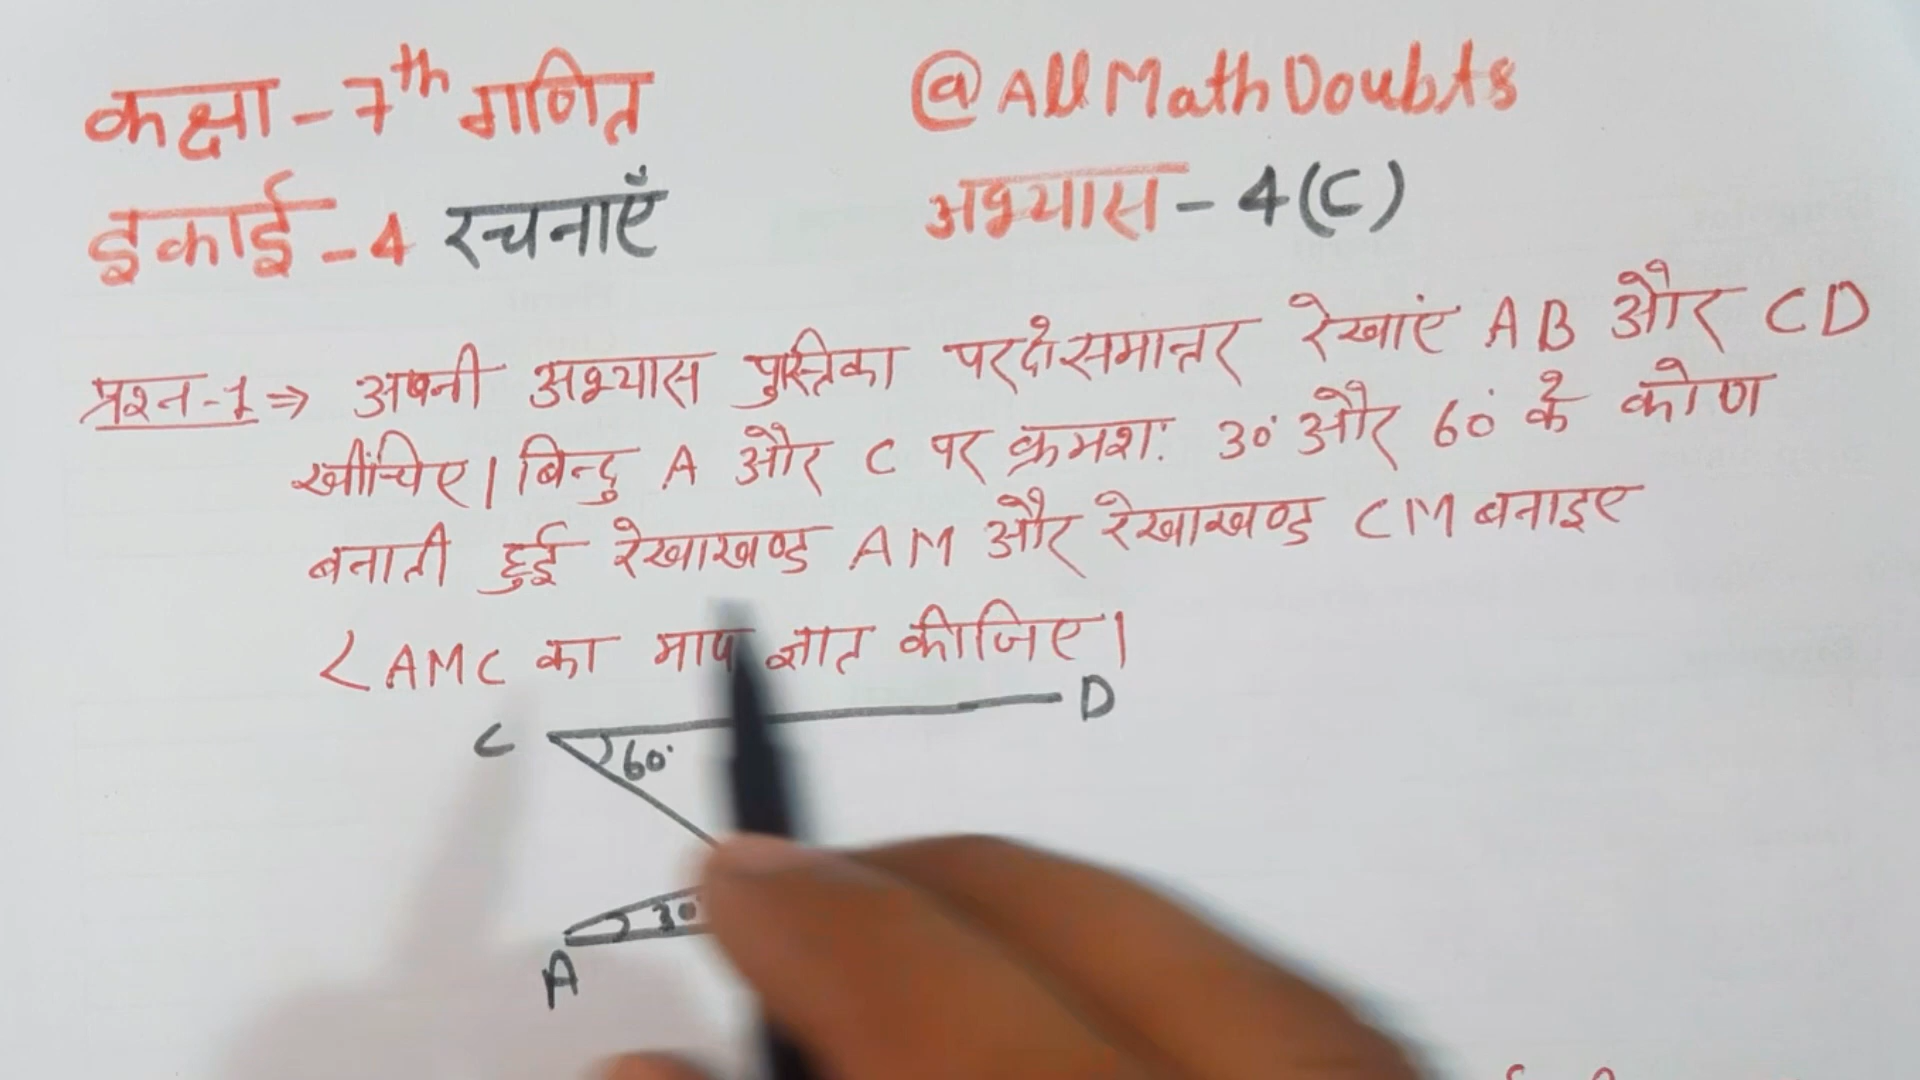 कक्षा - 7th गणित
@AllMathDoubts
इकाई - 4 रचनाएँ
अभ्यास - 4(C)
प्रश्न-1 ⇒ अपनी अभ्यास पुस्तिका पर दो समान्तर रेखाएं AB और CD
खींचिए। बिन्दु A और C पर क्रमश: 30° और 60° के कोण
बनाती हुई रेखाखण्ड AM और रेखाखण्ड CM बनाइए
∠AMC का माप ज्ञात कीजिए।
C D
60°
30°
A